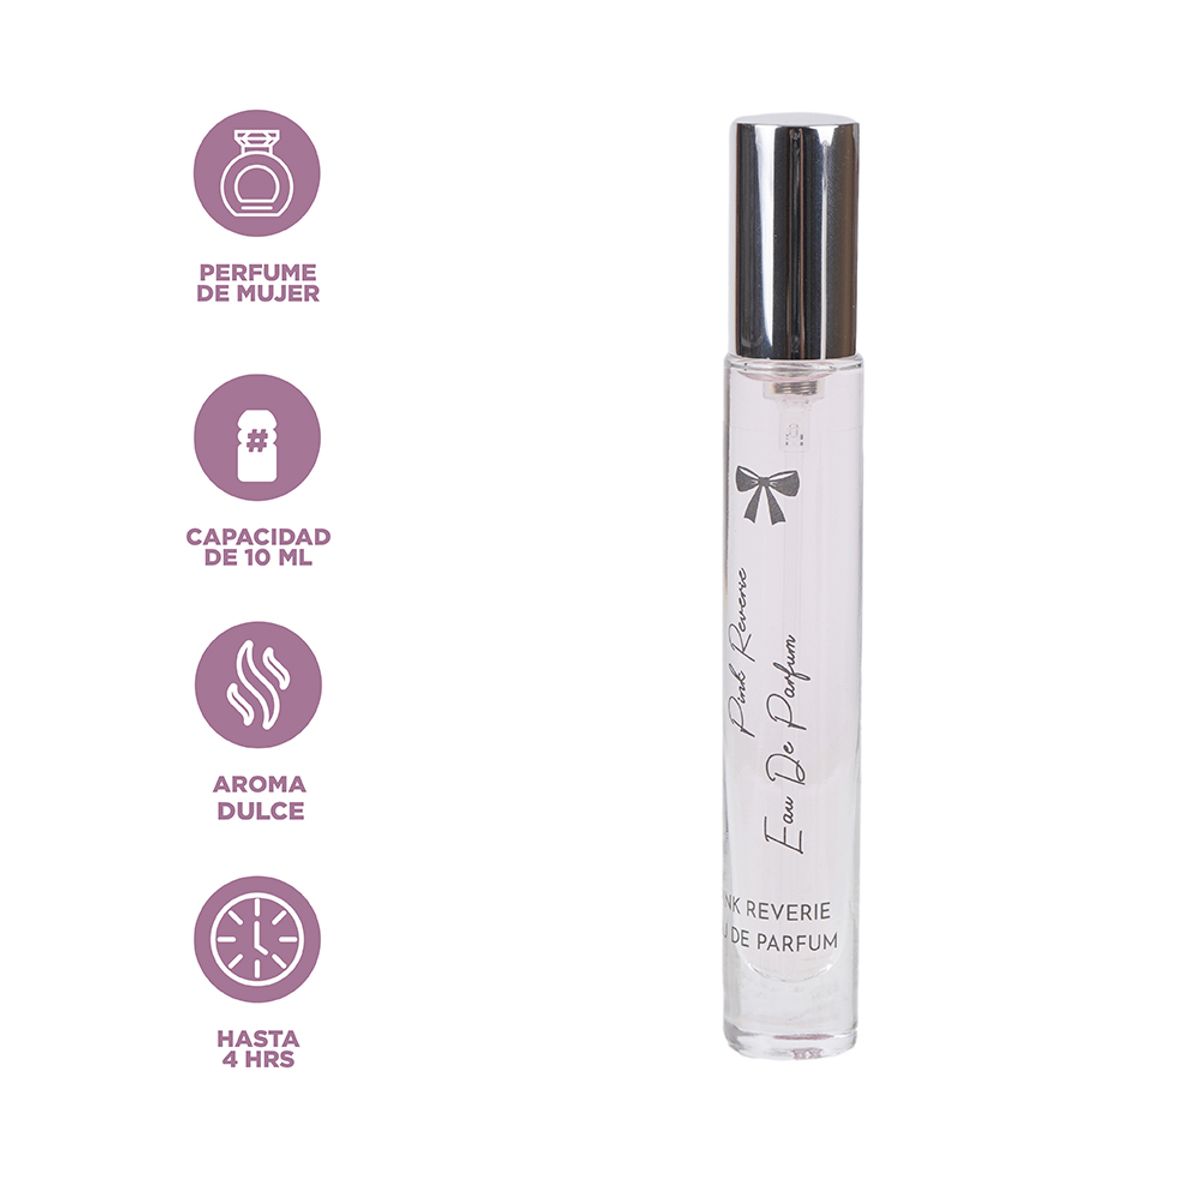 PERFUME
DE MUJER
#
CAPACIDAD
DE 10 ML
AROMA
DULCE
HASTA
4 HRS
Pink Reverie
Eau De Parfum
REVERIE
DE PARFUM